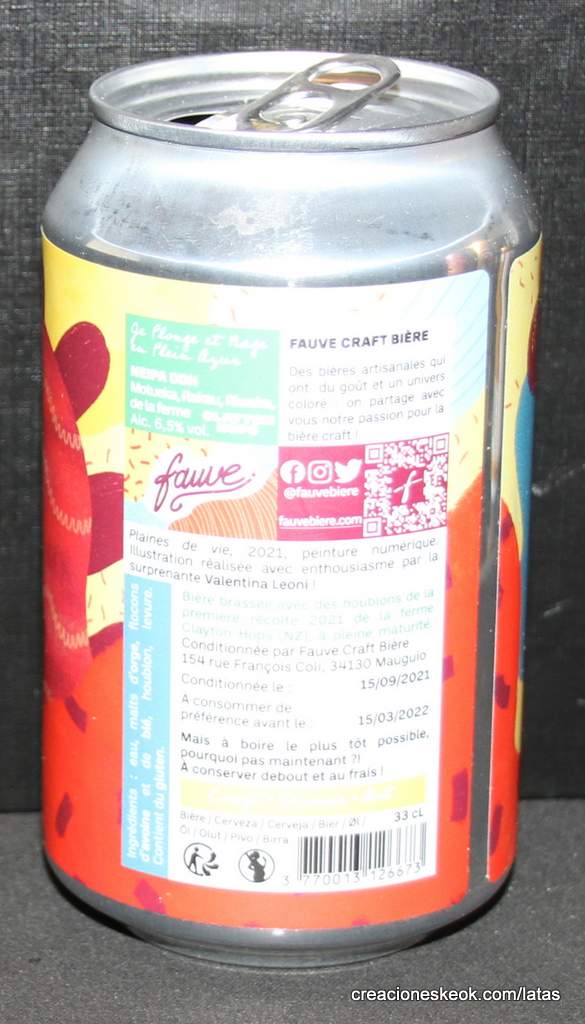 Je Plonge et Nage
en Plein Azur
NEIPA DDH
de la ferme
Alc. 6,5% vol.
FAUVE CRAFT BIÈRE
Des bières artisanales qui
ont du goût et un univers
coloré : on partage avec
vous notre passion pour la
bière craft !
fauve.
@fauvebiere
fauvebiere.com
Plaines de vie, 2021, peinture numérique.
Illustration réalisée avec enthousiasme par la
surprenante Valentina Leoni !
Ingrédients : eau, malts d'orge, flocons
d'avoine et de blé, houblon, levure.
Contient du gluten.
Bière brassée avec des houblons de la
première récolte 2021 de la ferme
Clayton Hops (NZ), à pleine maturité.
Conditionnée par Fauve Craft Bière
154 rue François Coli, 34130 Mauguio
Conditionnée le : 15/09/2021
A consommer de
préférence avant le : 15/03/2022
Mais à boire le plus tôt possible,
pourquoi pas maintenant ?!
À conserver debout et au frais !
Bière / Cerveza / Cerveja / Bier / Øl /
Öl / Olut / Pivo / Birra
33 cL
3 770013 126673
creacioneskeok.com/latas